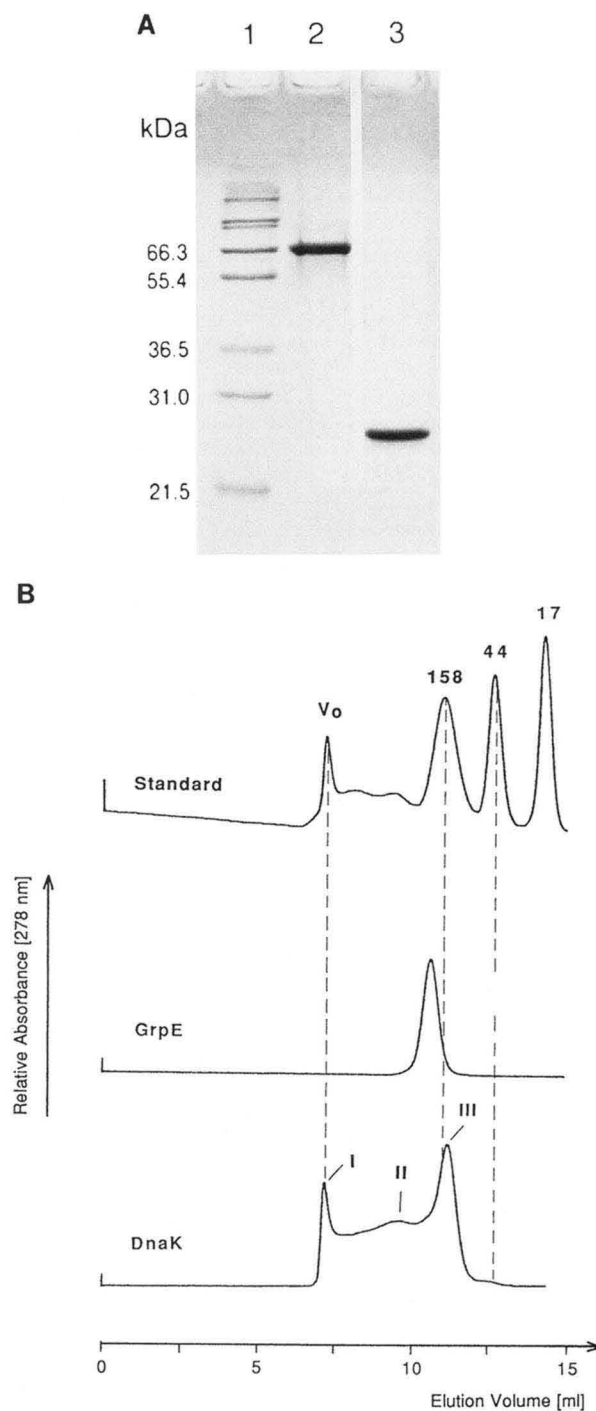 A
1 2 3
kDa
66.3
55.4
36.5
31.0
21.5
B
17
44
158
Vo
Standard
Relative Absorbance [278 nm]
GrpE
III
I
II
DnaK
0 5 10 15
Elution Volume [ml]